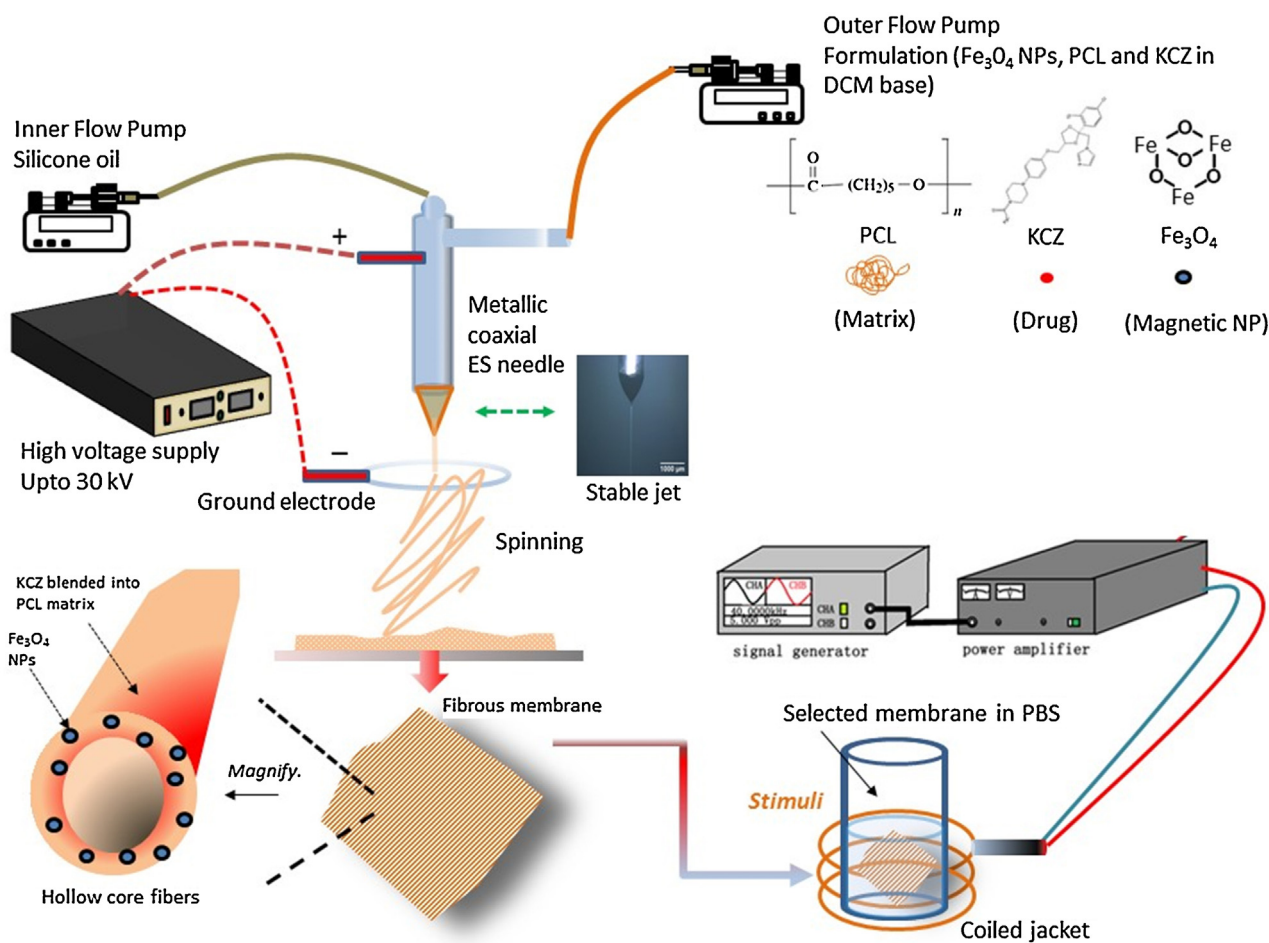 Outer Flow Pump
Formulation (Fe₃0₄ NPs, PCL and KCZ in
DCM base)
Inner Flow Pump
Silicone oil
O
C
(CH2)5
O
n
Fe
O
Fe
O
O
O
Fe
PCL
KCZ
Fe₃O₄
(Matrix)
(Drug)
(Magnetic NP)
+
Metallic
coaxial
ES needle
1000 µm
Stable jet
High voltage supply
Upto 30 kV
–
Ground electrode
Spinning
KCZ blended into
PCL matrix
Fe₃O₄
NPs
CHA
CHB
40.0000kHz
5.000 Vpp
CHA
CHB
signal generator
power amplifier
Fibrous membrane
Selected membrane in PBS
Magnify.
Stimuli
Hollow core fibers
Coiled jacket